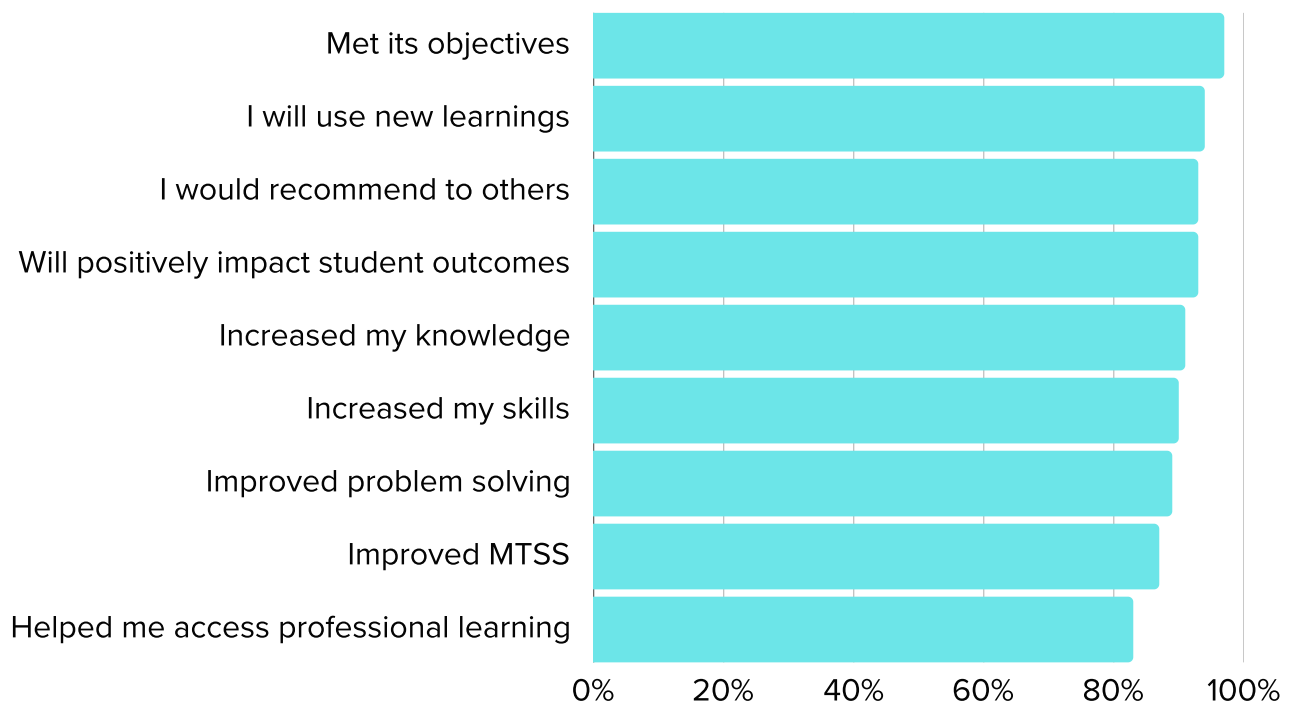 Met its objectives
I will use new learnings
I would recommend to others
Will positively impact student outcomes
Increased my knowledge
Increased my skills
Improved problem solving
Improved MTSS
Helped me access professional learning
0% 20% 40% 60% 80% 100%